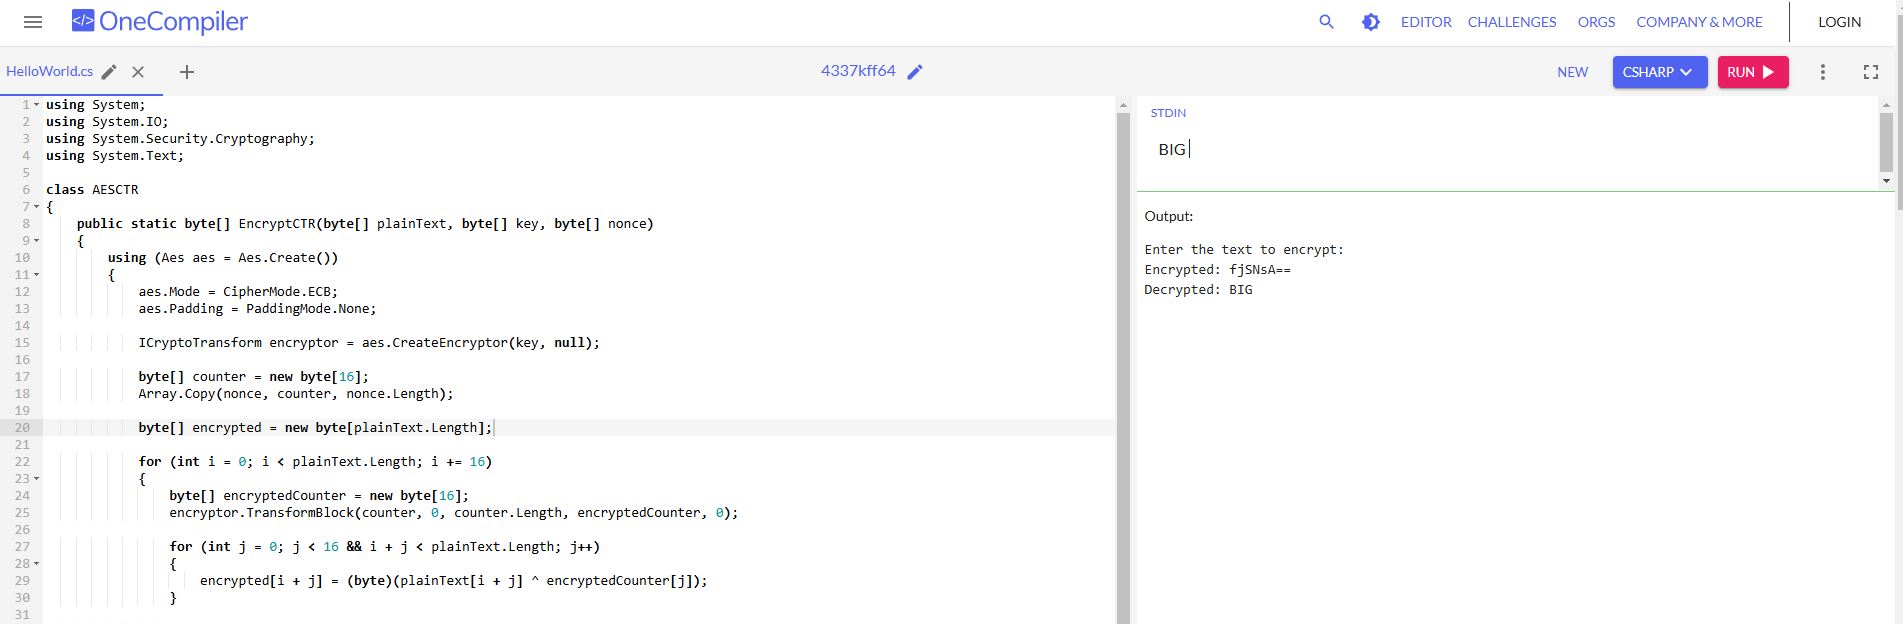 </> OneCompiler
EDITOR CHALLENGES ORGS COMPANY & MORE LOGIN
HelloWorld.cs
4337kff64
NEW CSHARP RUN
1 using System;
2 using System.IO;
3 using System.Security.Cryptography;
4 using System.Text;
5
6 class AESCTR
7 {
8 public static byte[] EncryptCTR(byte[] plainText, byte[] key, byte[] nonce)
9 {
10 using (Aes aes = Aes.Create())
11 {
12 aes.Mode = CipherMode.ECB;
13 aes.Padding = PaddingMode.None;
14
15 ICryptoTransform encryptor = aes.CreateEncryptor(key, null);
16
17 byte[] counter = new byte[16];
18 Array.Copy(nonce, counter, nonce.Length);
19
20 byte[] encrypted = new byte[plainText.Length];
21
22 for (int i = 0; i < plainText.Length; i += 16)
23 {
24 byte[] encryptedCounter = new byte[16];
25 encryptor.TransformBlock(counter, 0, counter.Length, encryptedCounter, 0);
26
27 for (int j = 0; j < 16 && i + j < plainText.Length; j++)
28 {
29 encrypted[i + j] = (byte)(plainText[i + j] ^ encryptedCounter[j]);
30 }
31
STDIN
BIG
Output:
Enter the text to encrypt:
Encrypted: fjSNsA==
Decrypted: BIG